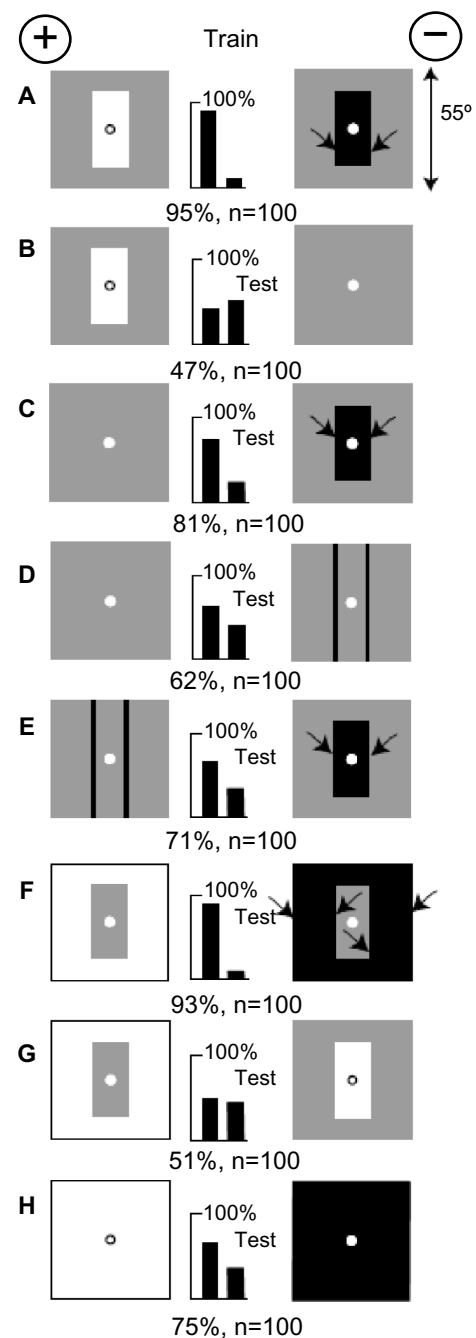 + Train −
A 100% 55º
95%, n=100
B 100%
Test
47%, n=100
C 100%
Test
81%, n=100
D 100%
Test
62%, n=100
E 100%
Test
71%, n=100
F 100%
Test
93%, n=100
G 100%
Test
51%, n=100
H 100%
Test
75%, n=100